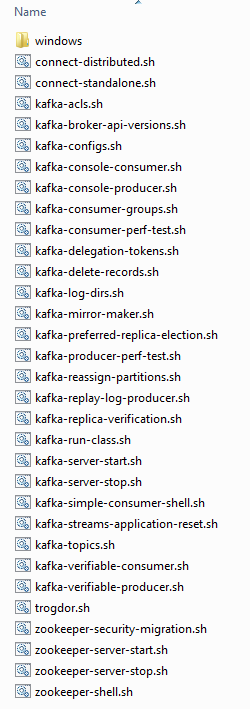 Name
windows
connect-distributed.sh
connect-standalone.sh
kafka-acls.sh
kafka-broker-api-versions.sh
kafka-configs.sh
kafka-console-consumer.sh
kafka-console-producer.sh
kafka-consumer-groups.sh
kafka-consumer-perf-test.sh
kafka-delegation-tokens.sh
kafka-delete-records.sh
kafka-log-dirs.sh
kafka-mirror-maker.sh
kafka-preferred-replica-election.sh
kafka-producer-perf-test.sh
kafka-reassign-partitions.sh
kafka-replay-log-producer.sh
kafka-replica-verification.sh
kafka-run-class.sh
kafka-server-start.sh
kafka-server-stop.sh
kafka-simple-consumer-shell.sh
kafka-streams-application-reset.sh
kafka-topics.sh
kafka-verifiable-consumer.sh
kafka-verifiable-producer.sh
trogdor.sh
zookeeper-security-migration.sh
zookeeper-server-start.sh
zookeeper-server-stop.sh
zookeeper-shell.sh